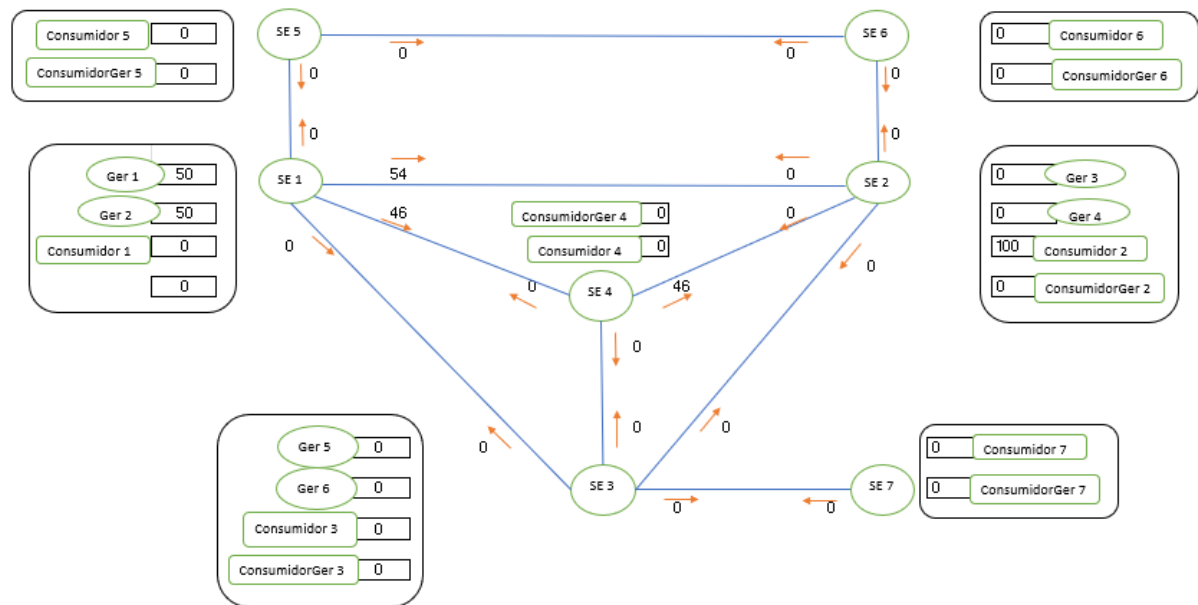 Consumidor 5 0
SE 5
SE 6
0 Consumidor 6
0
0
ConsumidorGer 5 0
0
0
0 ConsumidorGer 6
0
0
Ger 1 50
SE 1
54
0
SE 2
0 Ger 3
Ger 2 50
46
ConsumidorGer 4 0
0
0 Ger 4
Consumidor 1 0
0
Consumidor 4 0
100 Consumidor 2
0
0
0
SE 4
46
0 ConsumidorGer 2
0
0
Ger 5 0
0
0
0 Consumidor 7
Ger 6 0
SE 3
SE 7
0 ConsumidorGer 7
0
0
Consumidor 3 0
ConsumidorGer 3 0